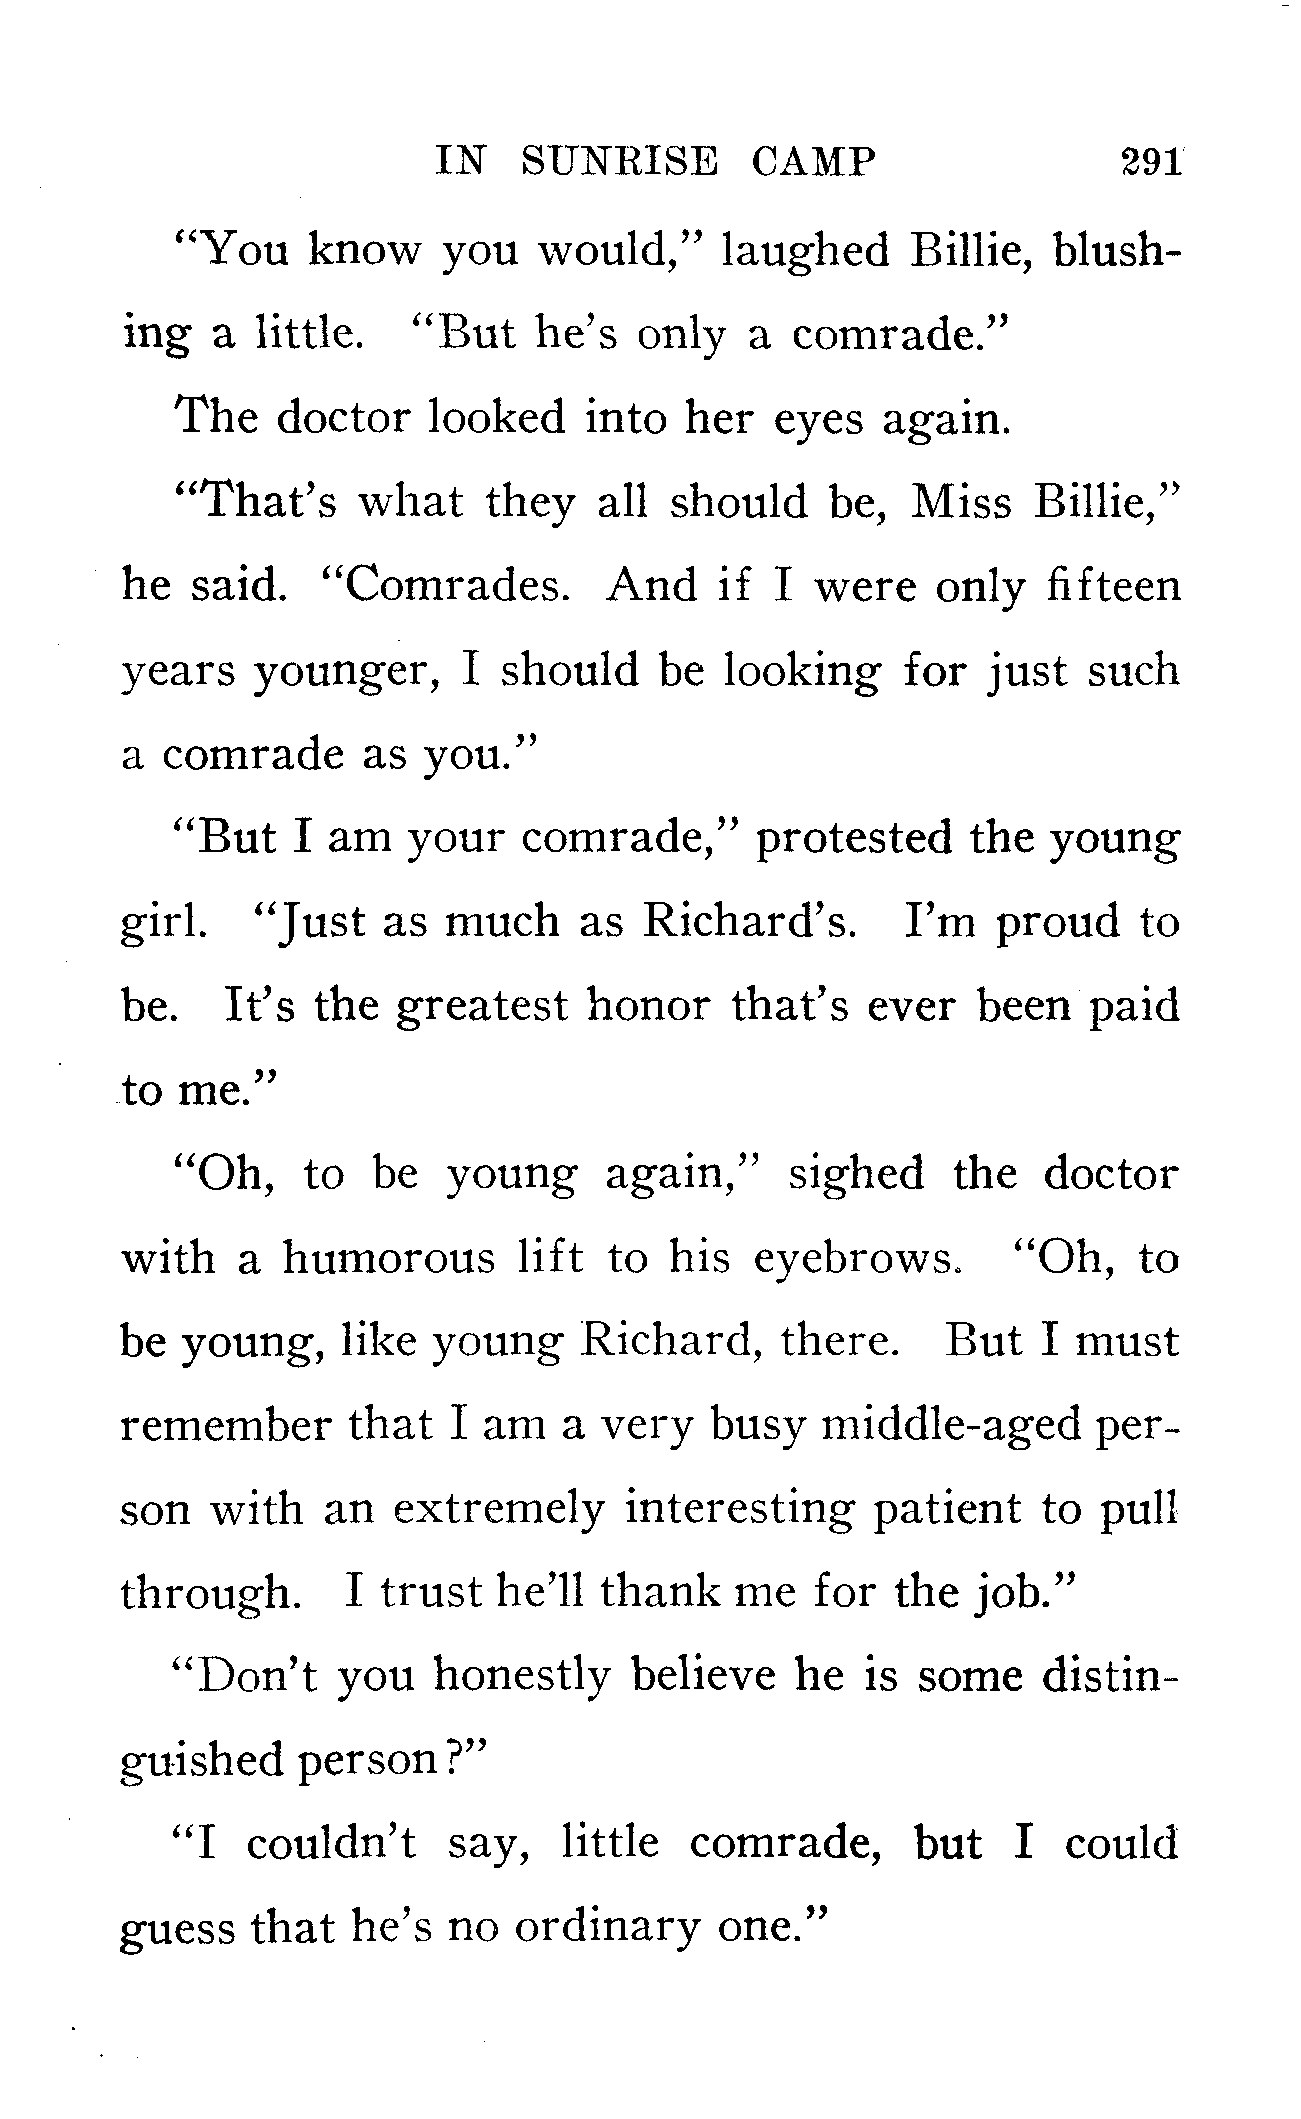 IN SUNRISE CAMP 291
“You know you would,” laughed Billie, blush-
ing a little. “But he’s only a comrade.”
The doctor looked into her eyes again.
“That’s what they all should be, Miss Billie,”
he said. “Comrades. And if I were only fifteen
years younger, I should be looking for just such
a comrade as you.”
“But I am your comrade,” protested the young
girl. “Just as much as Richard’s. I’m proud to
be. It’s the greatest honor that’s ever been paid
to me.”
“Oh, to be young again,” sighed the doctor
with a humorous lift to his eyebrows. “Oh, to
be young, like young Richard, there. But I must
remember that I am a very busy middle-aged per-
son with an extremely interesting patient to pull
through. I trust he’ll thank me for the job.”
“Don’t you honestly believe he is some distin-
guished person?”
“I couldn’t say, little comrade, but I could
guess that he’s no ordinary one.”